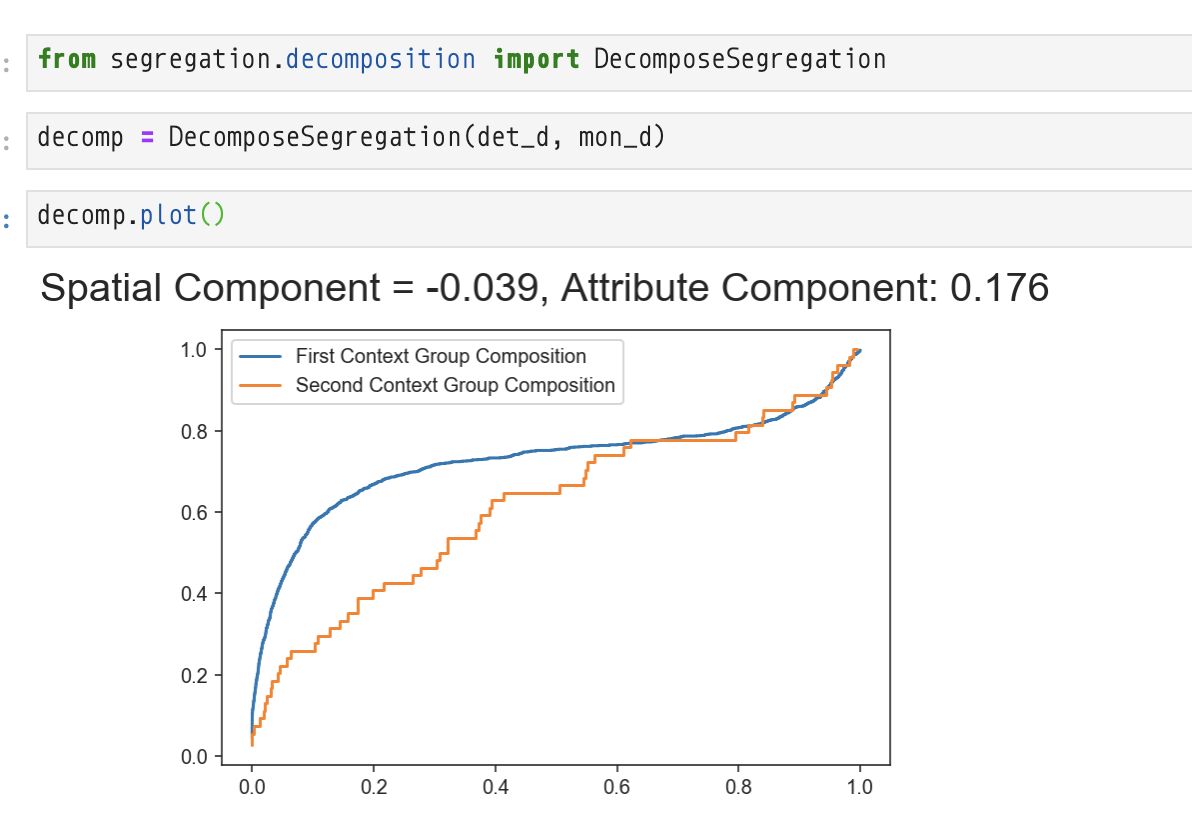 : from segregation.decomposition import DecomposeSegregation
: decomp = DecomposeSegregation(det_d, mon_d)
: decomp.plot()
Spatial Component = -0.039, Attribute Component: 0.176
First Context Group Composition
Second Context Group Composition
1.0
0.8
0.6
0.4
0.2
0.0
0.0 0.2 0.4 0.6 0.8 1.0